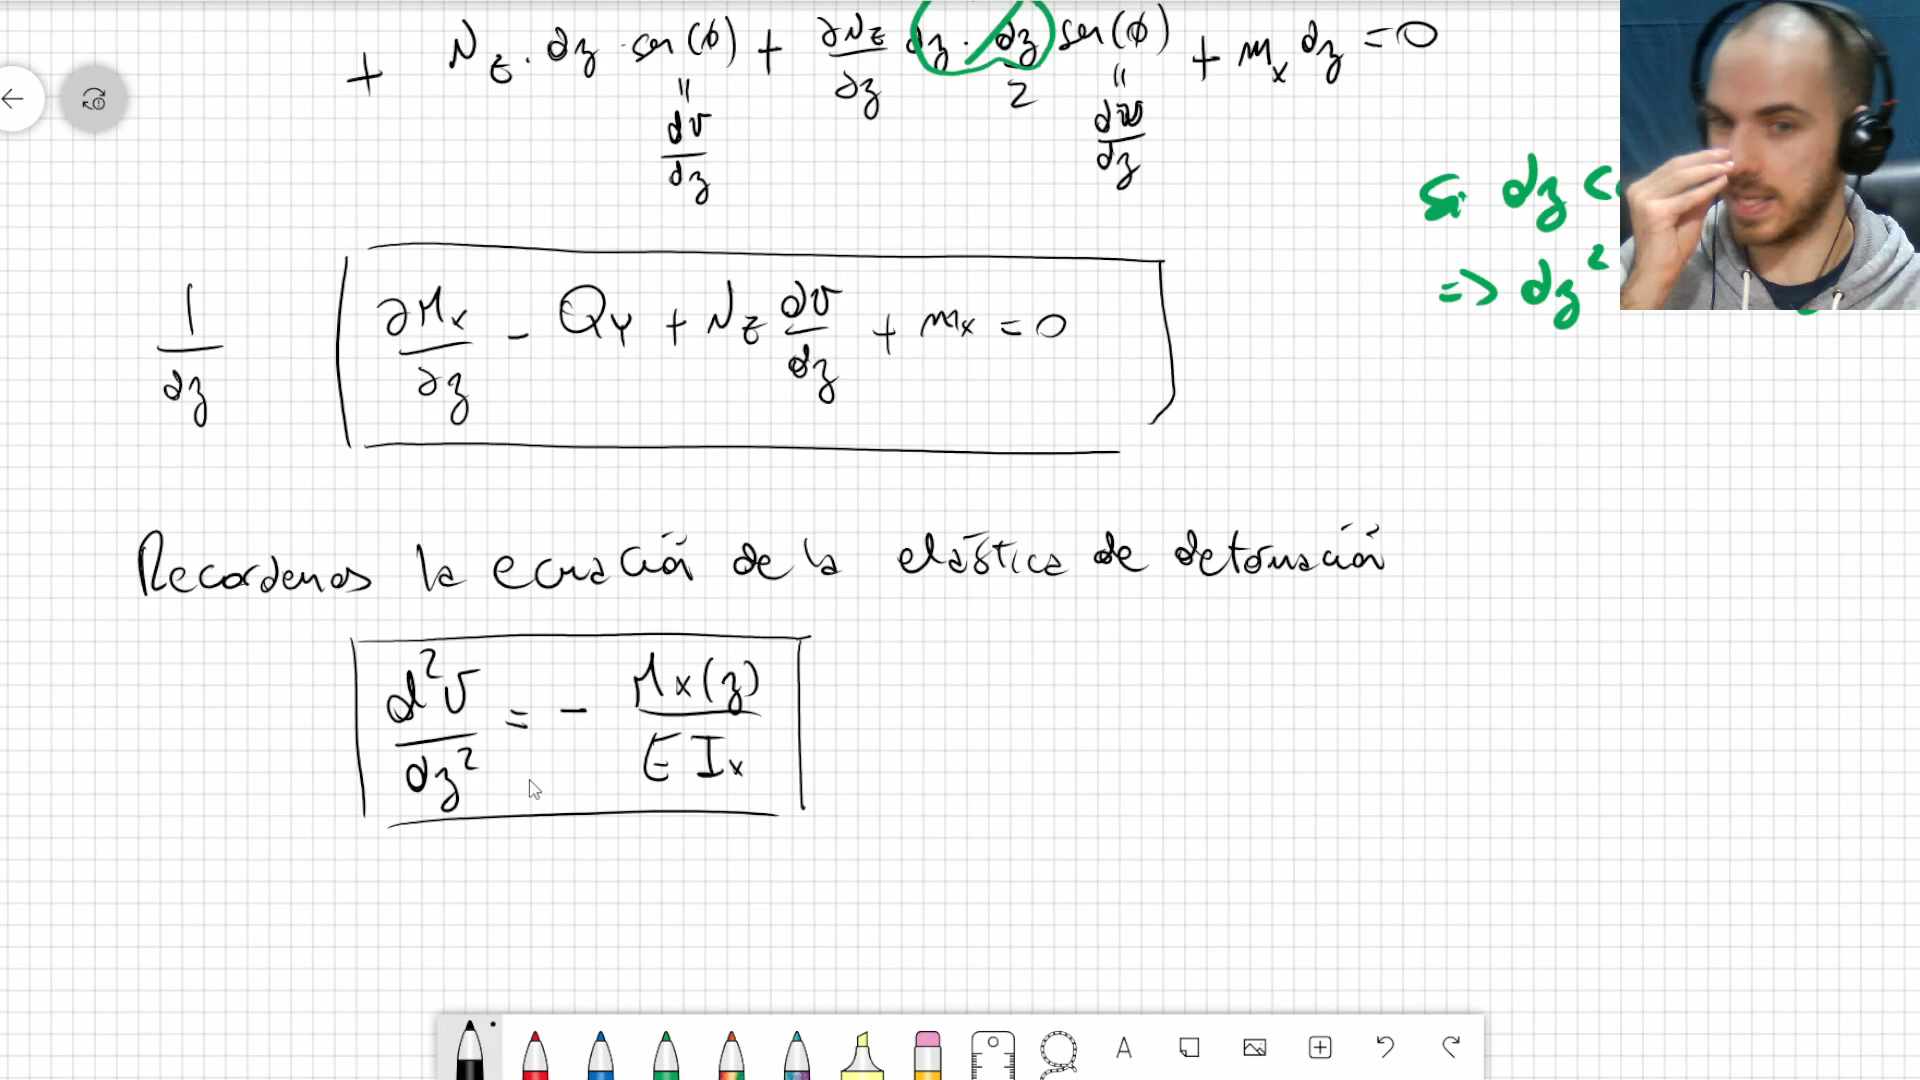 + N_z · dz · sen(φ) + ∂N_z/∂z dz · dz/2 sen(φ) + m_x dz = 0
" "
dv/dz dv/dz
Si dz
=> dz²
1/dz ∂M_x/∂z - Q_y + N_z dv/dz + m_x = 0
Recordemos la ecuación de la elástica de deformación
d²v/dz² = - M_x(z)/E I_x
A